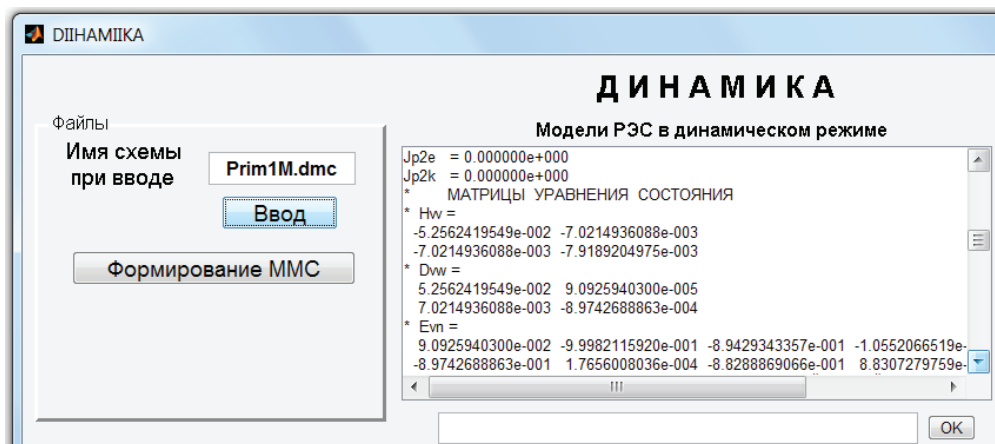 DIIHAMIIKA
Д И Н А М И К А
Файлы
Имя схемы
при вводе
Prim1M.dmc
Ввод
Формирование ММС
Модели РЭС в динамическом режиме
Jp2e = 0.000000e+000
Jp2k = 0.000000e+000
* МАТРИЦЫ УРАВНЕНИЯ СОСТОЯНИЯ
* Hw =
-5.2562419549e-002 -7.0214936088e-003
-7.0214936088e-003 -7.9189204975e-003
* Dvw =
5.2562419549e-002 9.0925940300e-005
7.0214936088e-003 -8.9742688863e-004
* Evn =
9.0925940300e-002 -9.9982115920e-001 -8.9429343357e-001 -1.0552066519e-
-8.9742688863e-001 1.7656008036e-004 -8.8288869066e-001 8.8307279759e-
OK